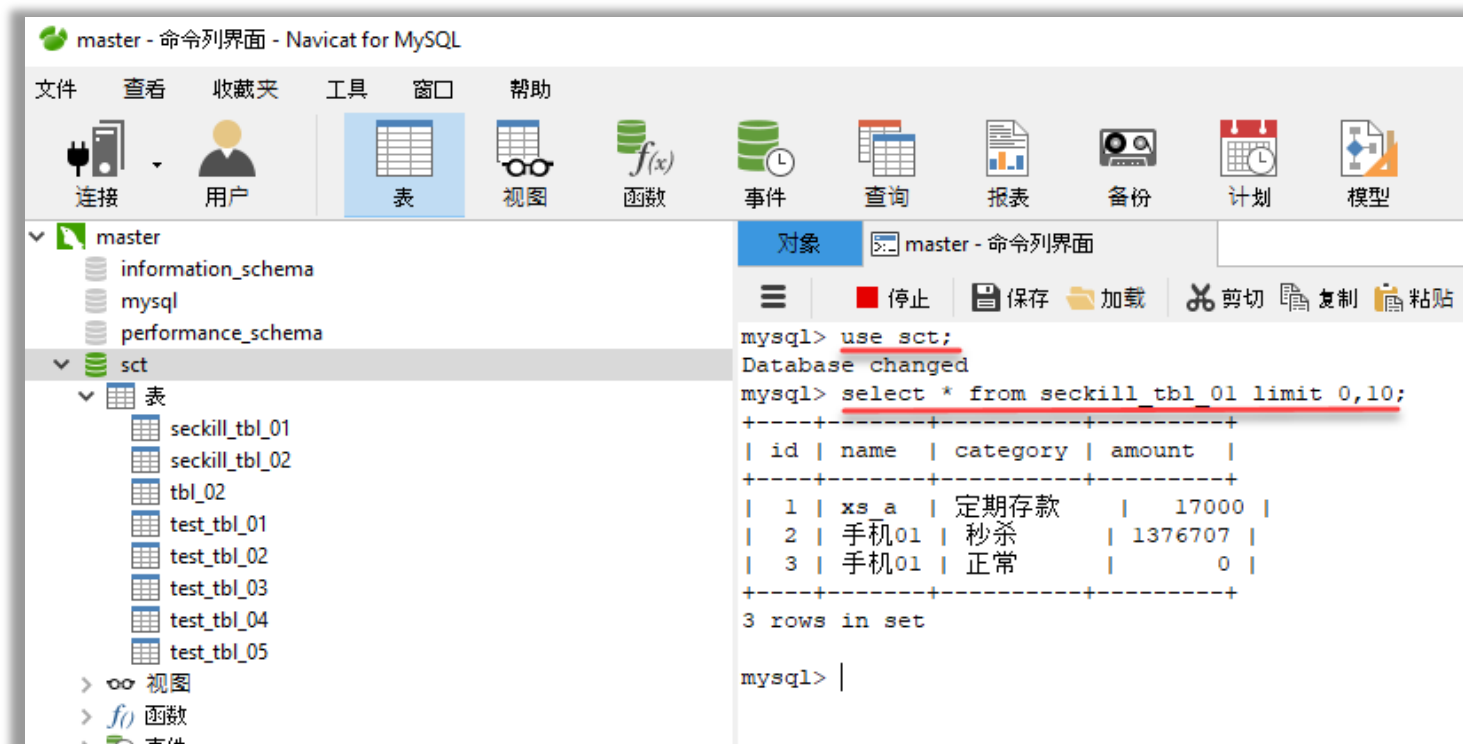 master - 命令列界面 - Navicat for MySQL
文件 查看 收藏夹 工具 窗口 帮助
连接 用户 表 视图 f(x) 函数 事件 查询 报表 备份 计划 模型
master
information_schema
mysql
performance_schema
sct
表
seckill_tbl_01
seckill_tbl_02
tbl_02
test_tbl_01
test_tbl_02
test_tbl_03
test_tbl_04
test_tbl_05
视图
f() 函数
事件
对象 master - 命令列界面
停止 保存 加载 剪切 复制 粘贴
mysql> use sct;
Database changed
mysql> select * from seckill_tbl_01 limit 0,10;
+----+-------+----------+---------+
| id | name  | category | amount  |
+----+-------+----------+---------+
|  1 | xs_a  | 定期存款     |   17000 |
|  2 | 手机01 | 秒杀       | 1376707 |
|  3 | 手机01 | 正常       |       0 |
+----+-------+----------+---------+
3 rows in set
mysql>